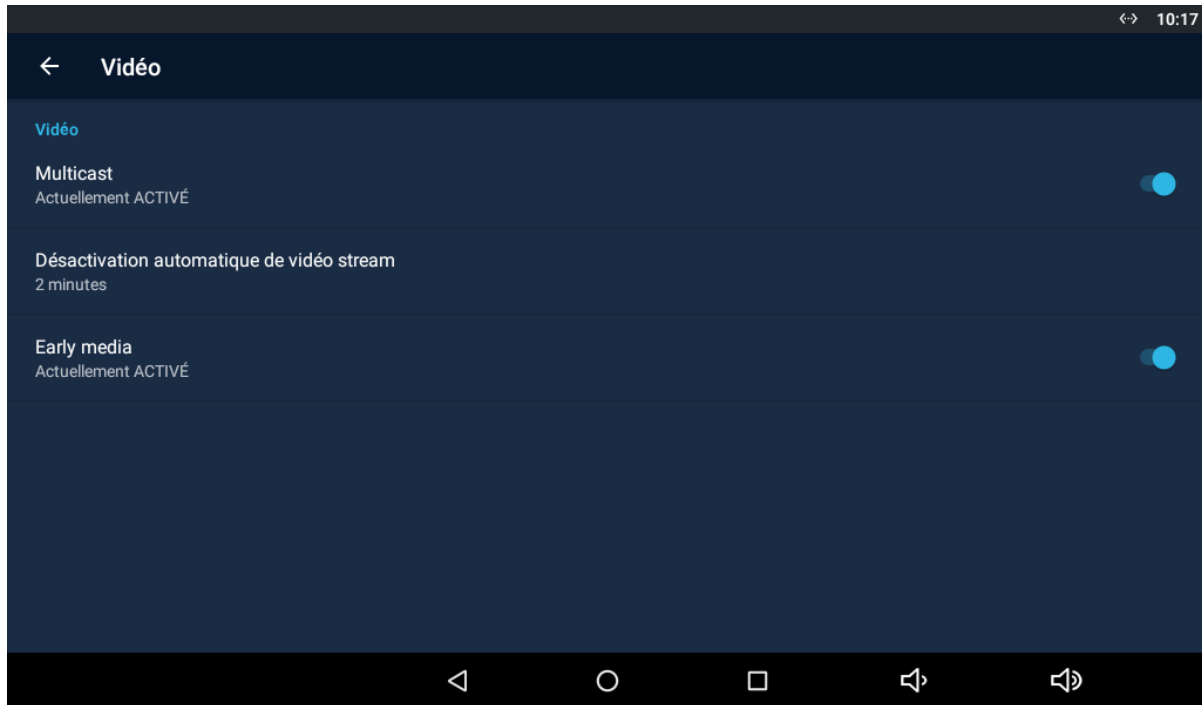 10:17
Vidéo
Vidéo
Multicast
Actuellement ACTIVÉ
Désactivation automatique de vidéo stream
2 minutes
Early media
Actuellement ACTIVÉ